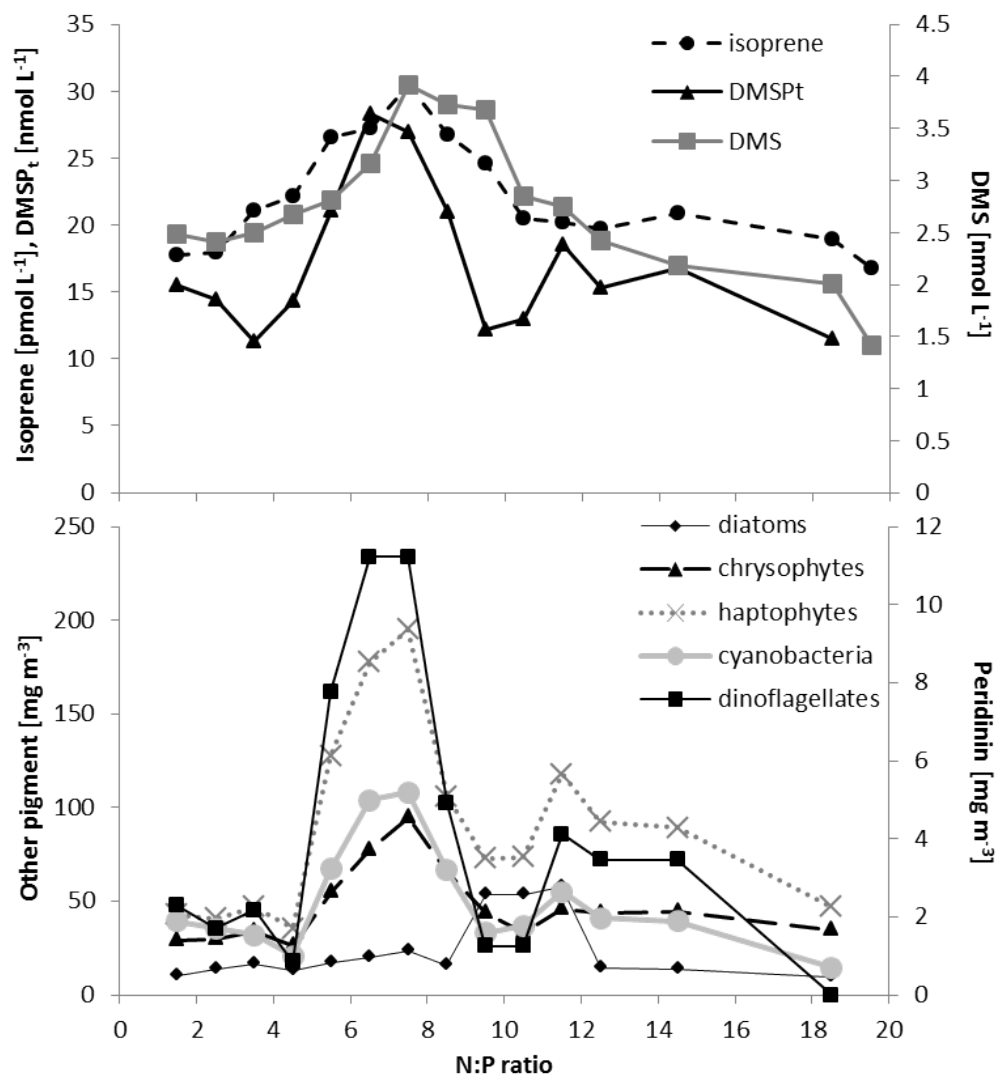 Isoprene [pmol L-1], DMSPt [nmol L-1]
35
30
25
20
15
10
5
0
isoprene
DMSPt
DMS
4.5
4
3.5
3
2.5
2
1.5
1
0.5
0
DMS [nmol L-1]
Other pigment [mg m-3]
250
200
150
100
50
0
diatoms
chrysophytes
haptophytes
cyanobacteria
dinoflagellates
12
10
8
6
4
2
0
Peridinin [mg m-3]
0 2 4 6 8 10 12 14 16 18 20
N:P ratio